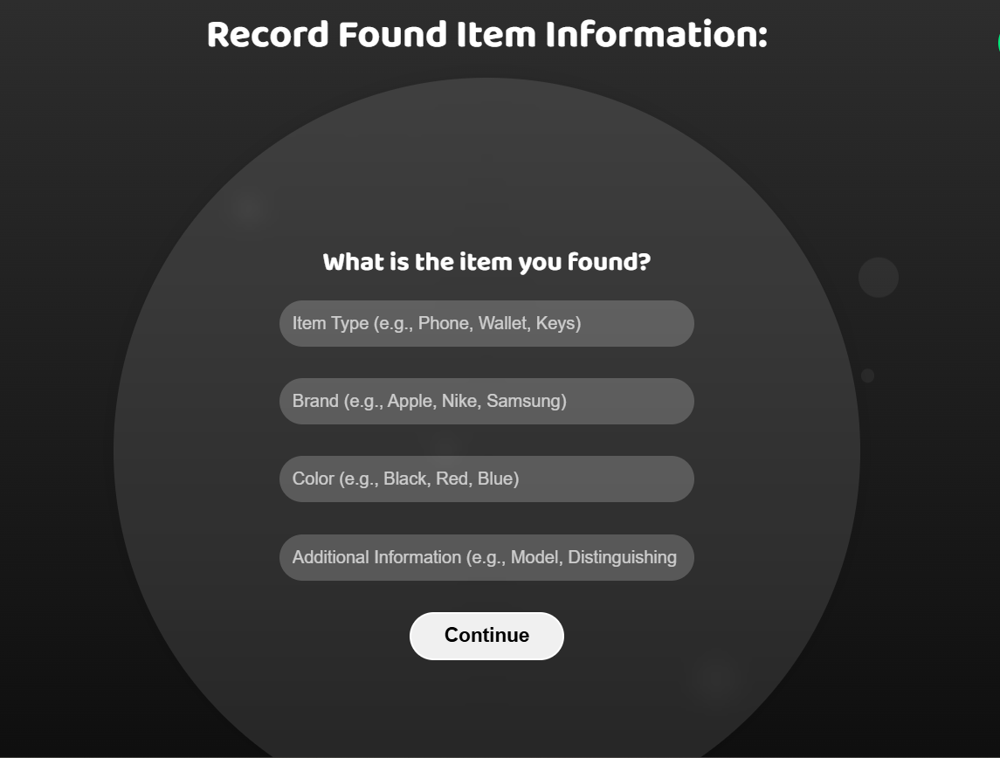 Record Found Item Information:
What is the item you found?
Item Type (e.g., Phone, Wallet, Keys)
Brand (e.g., Apple, Nike, Samsung)
Color (e.g., Black, Red, Blue)
Additional Information (e.g., Model, Distinguishing
Continue